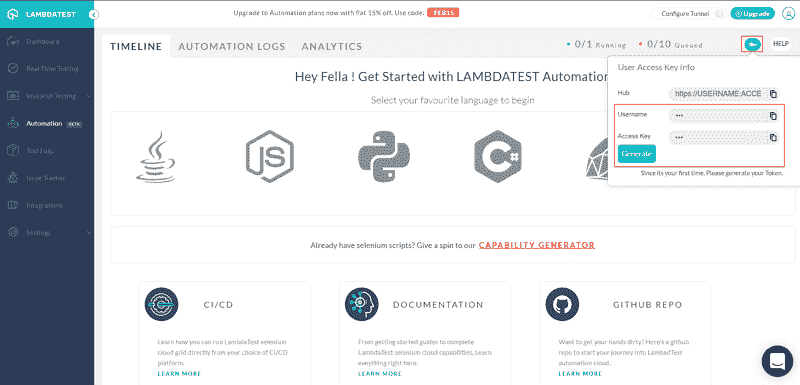 LAMBDATEST
Upgrade to Automation plans now with flat 15% off. Use code: FEB15
Configure Tunnel
Upgrade
Dashboard
Real Time Testing
Visual UI Testing
Automation BETA
Test Logs
Issue Tracker
Integrations
Settings
TIMELINE
AUTOMATION LOGS
ANALYTICS
0/1 Running
0/10 Queued
HELP
Hey Fella ! Get Started with LAMBDATEST Automation
Select your favourite language to begin
User Access Key Info
Hub https://USERNAME:ACCE
Username •••
Access Key •••
Generate
Since its your first time, Please generate your Token.
JS
Already have selenium scripts? Give a spin to our CAPABILITY GENERATOR
CI/CD
Learn how you can run LambdaTest selenium
cloud grid directly from your choice of CI/CD
platform.
LEARN MORE
DOCUMENTATION
From getting started guides to complete
LambdaTest selenium cloud capabilities, Learn
everything right here.
LEARN MORE
GITHUB REPO
Want to get your hands dirty? Here's a github
repo to start your journey into LambdaTest
automation cloud.
LEARN MORE